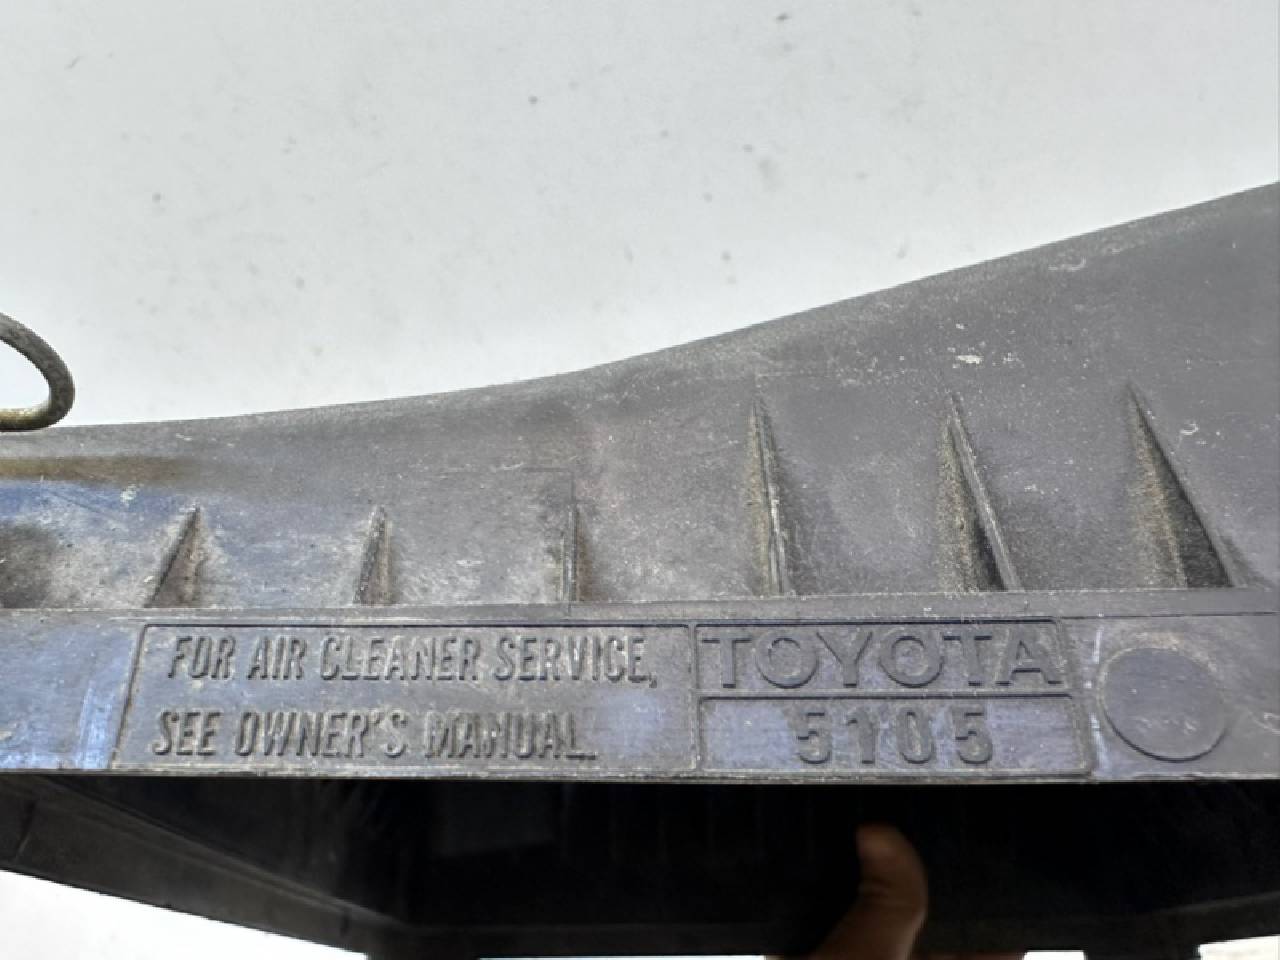 FOR AIR CLEANER SERVICE,
SEE OWNER'S MANUAL.
TOYOTA
5105